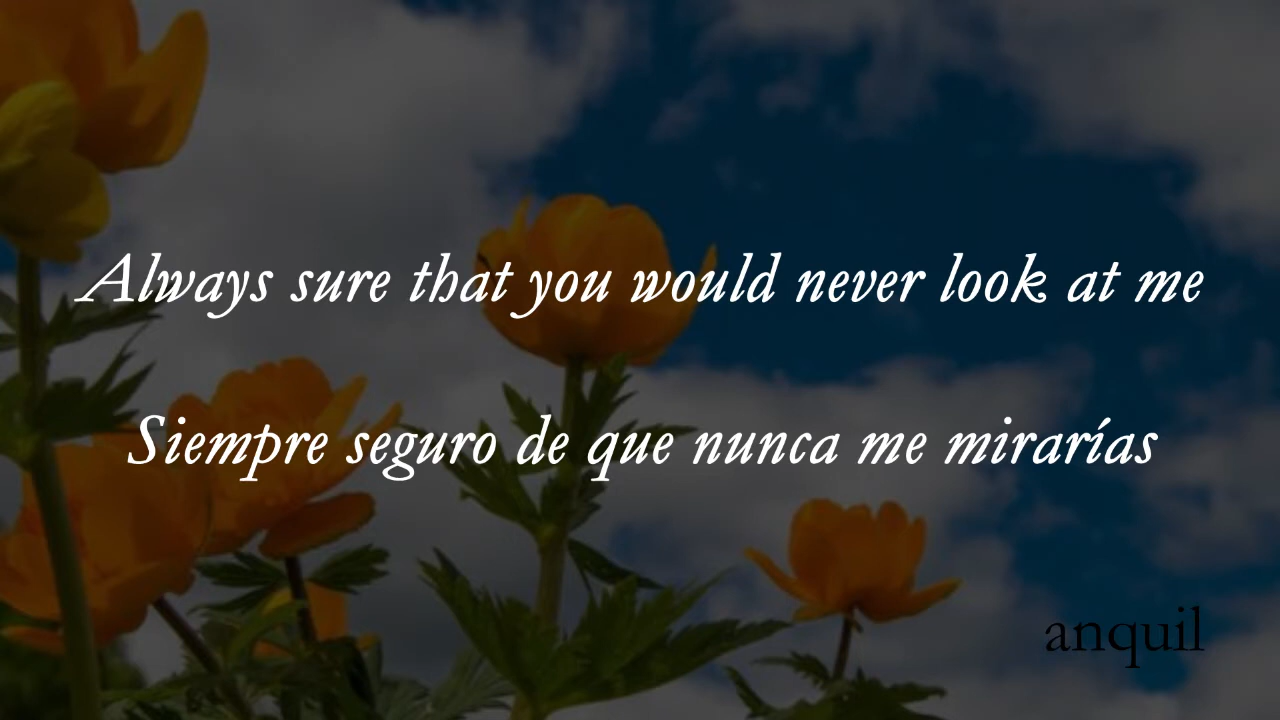 Always sure that you would never look at me
Siempre seguro de que nunca me mirarías
anquil